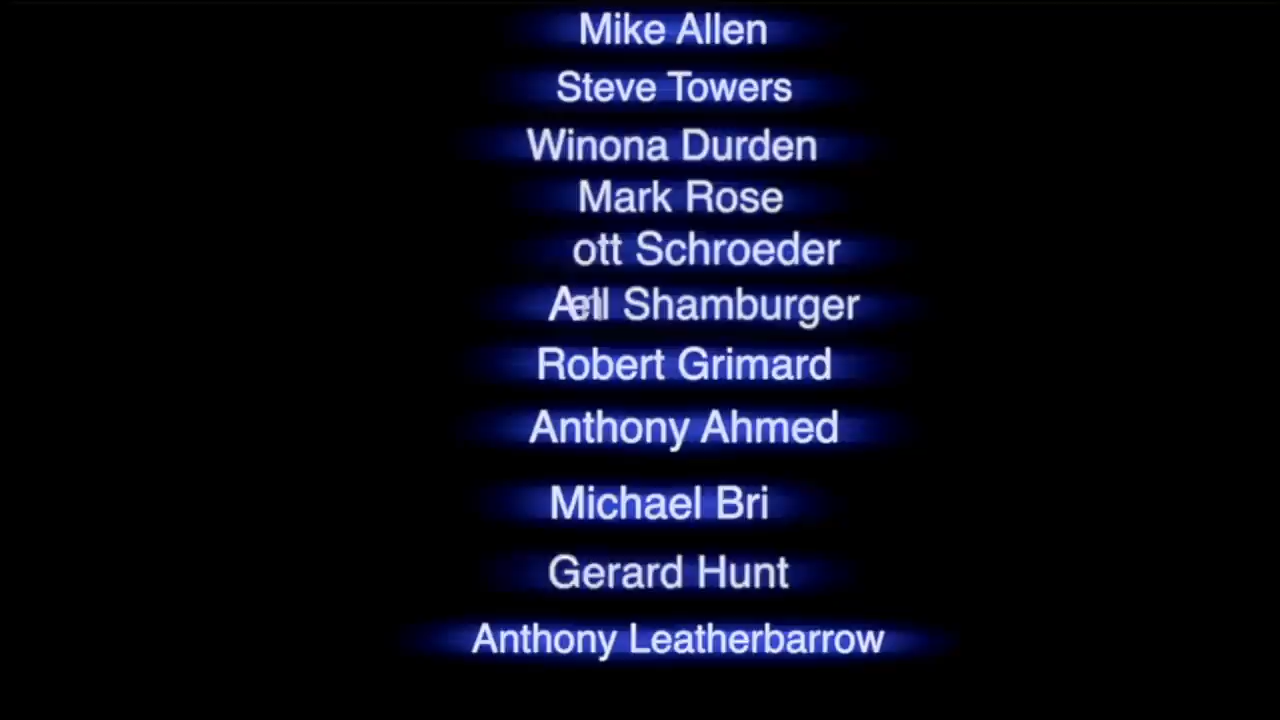 Mike Allen
Steve Towers
Winona Durden
Mark Rose
ott Schroeder
Shamburger
Robert Grimard
Anthony Ahmed
Michael Bri
Gerard Hunt
Anthony Leatherbarrow